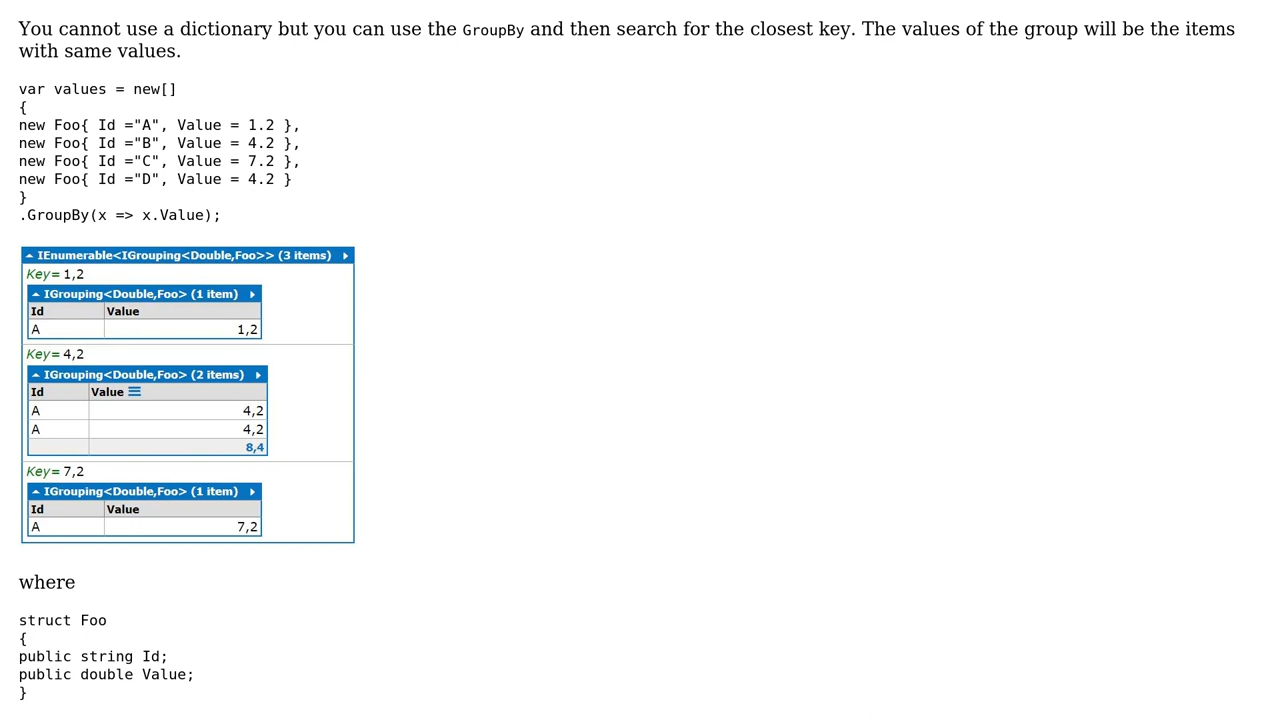 You cannot use a dictionary but you can use the GroupBy and then search for the closest key. The values of the group will be the items
with same values.
var values = new[]
{
new Foo{ Id ="A", Value = 1.2 },
new Foo{ Id ="B", Value = 4.2 },
new Foo{ Id ="C", Value = 7.2 },
new Foo{ Id ="D", Value = 4.2 }
}
.GroupBy(x => x.Value);
IEnumerable<IGrouping<Double,Foo>> (3 items)
Key= 1,2
IGrouping<Double,Foo> (1 item)
Id Value
A 1,2
Key= 4,2
IGrouping<Double,Foo> (2 items)
Id Value
A 4,2
A 4,2
8,4
Key= 7,2
IGrouping<Double,Foo> (1 item)
Id Value
A 7,2
where
struct Foo
{
public string Id;
public double Value;
}